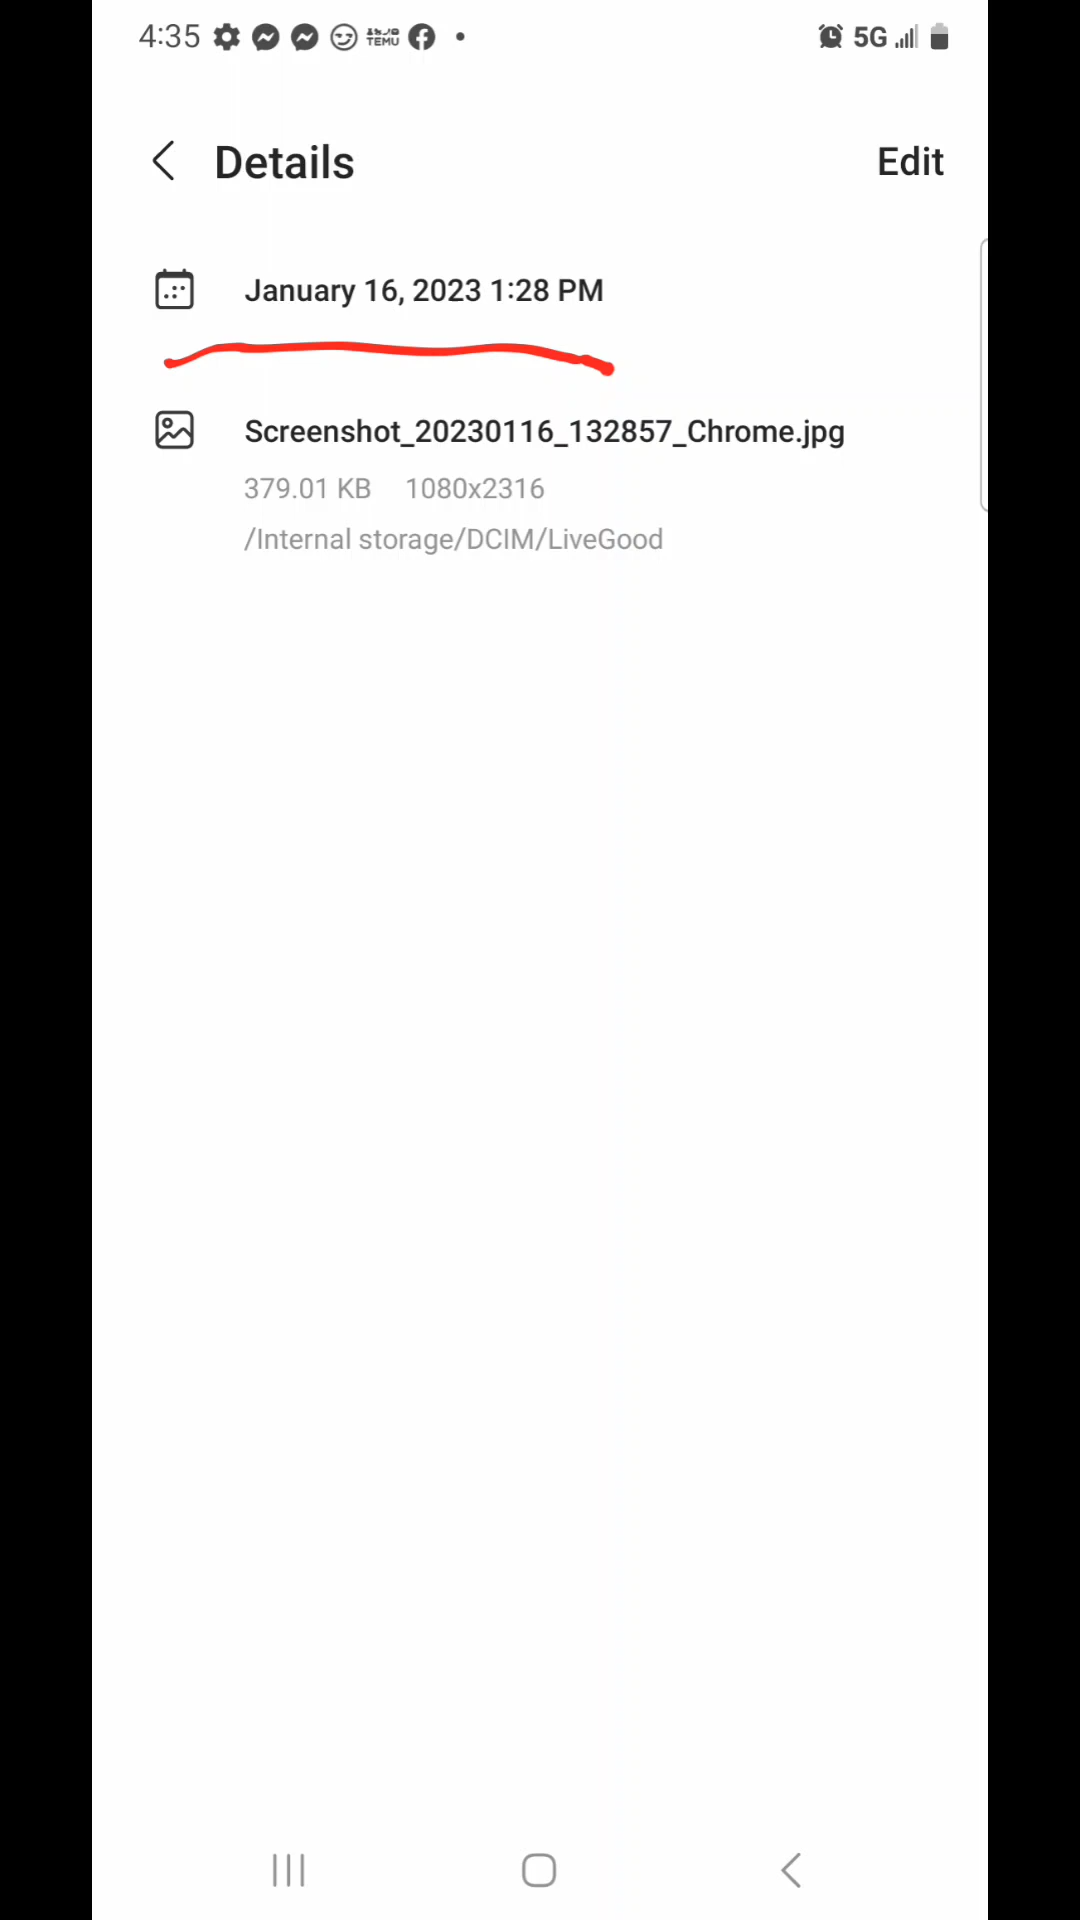 4:35 TEMU 5G
Details Edit
January 16, 2023 1:28 PM
Screenshot_20230116_132857_Chrome.jpg
379.01 KB 1080x2316
/Internal storage/DCIM/LiveGood